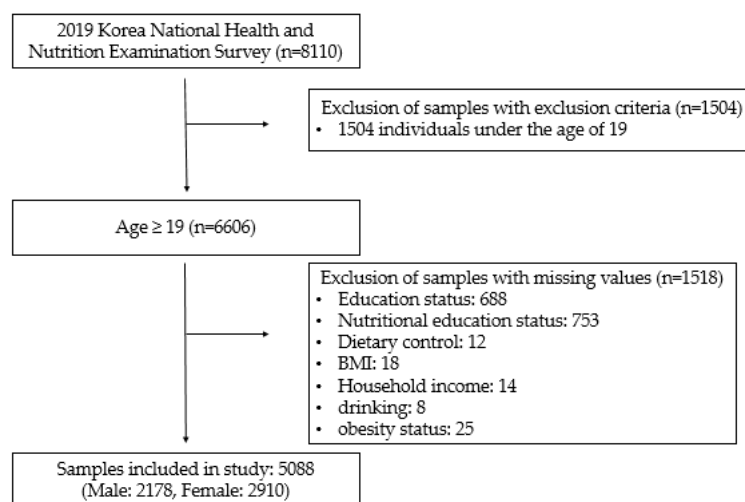 2019 Korea National Health and
Nutrition Examination Survey (n=8110)
Exclusion of samples with exclusion criteria (n=1504)
• 1504 individuals under the age of 19
Age ≥ 19 (n=6606)
Exclusion of samples with missing values (n=1518)
• Education status: 688
• Nutritional education status: 753
• Dietary control: 12
• BMI: 18
• Household income: 14
• drinking: 8
• obesity status: 25
Samples included in study: 5088
(Male: 2178, Female: 2910)